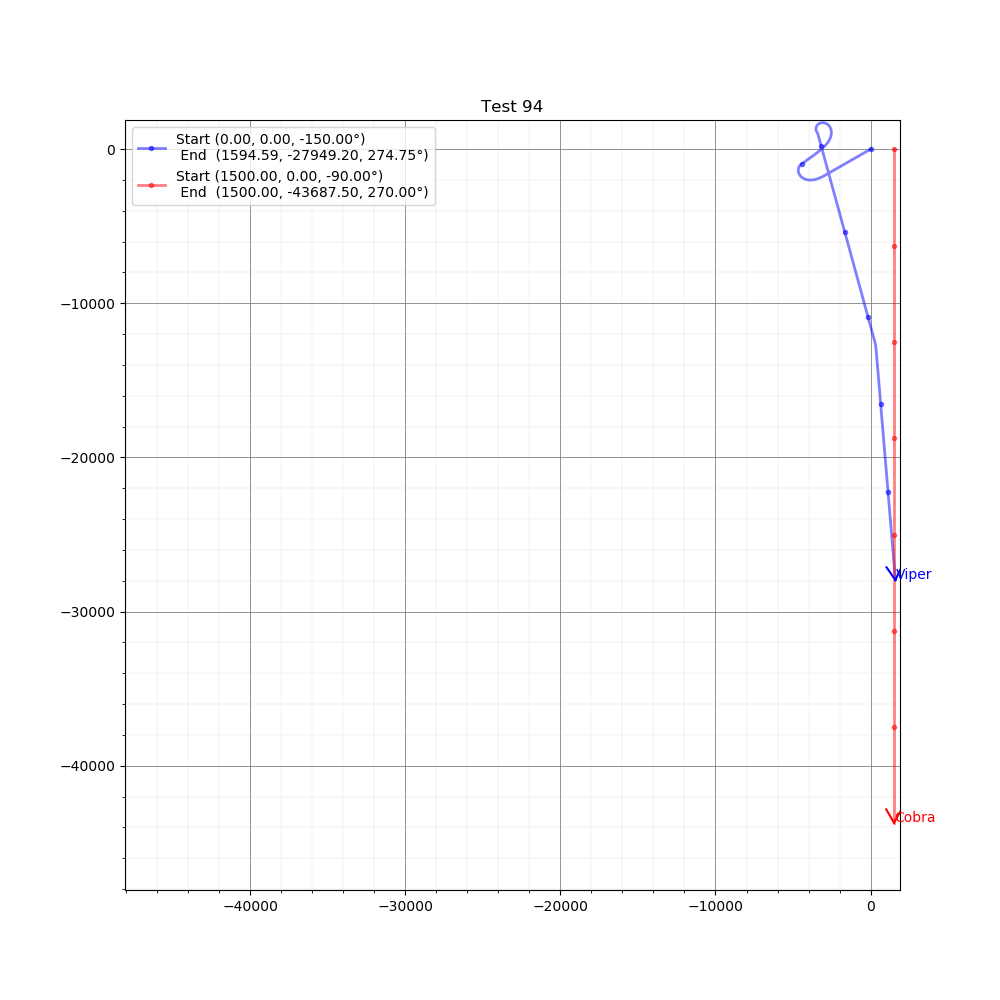 Test 94
Start (0.00, 0.00, -150.00°)
End (1594.59, -27949.20, 274.75°)
Start (1500.00, 0.00, -90.00°)
End (1500.00, -43687.50, 270.00°)
0
−10000
−20000
−30000
−40000
Viper
Cobra
−40000
−30000
−20000
−10000
0